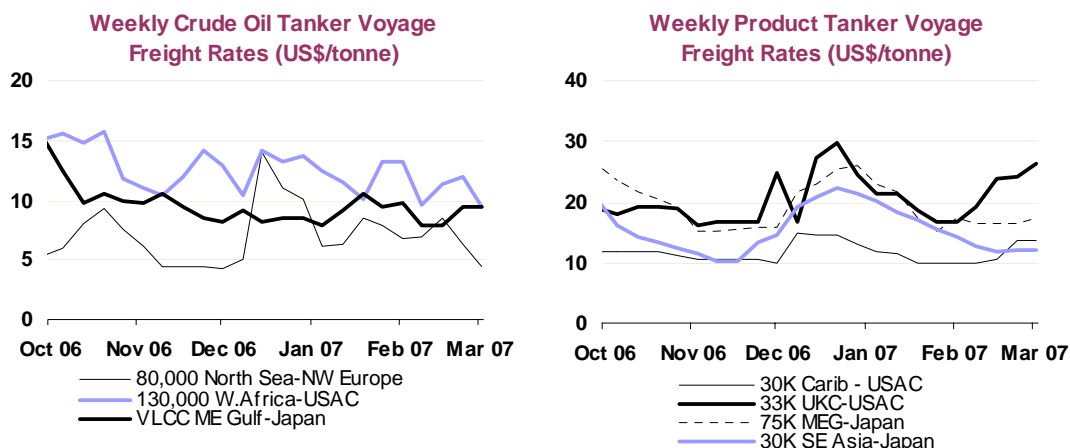 Weekly Crude Oil Tanker Voyage
Freight Rates (US$/tonne)
20
15
10
5
0
Oct 06 Nov 06 Dec 06 Jan 07 Feb 07 Mar 07
80,000 North Sea-NW Europe
130,000 W.Africa-USAC
VLCC ME Gulf-Japan
Weekly Product Tanker Voyage
Freight Rates (US$/tonne)
40
30
20
10
0
Oct 06 Nov 06 Dec 06 Jan 07 Feb 07 Mar 07
30K Carib - USAC
33K UKC-USAC
75K MEG-Japan
30K SE Asia-Japan